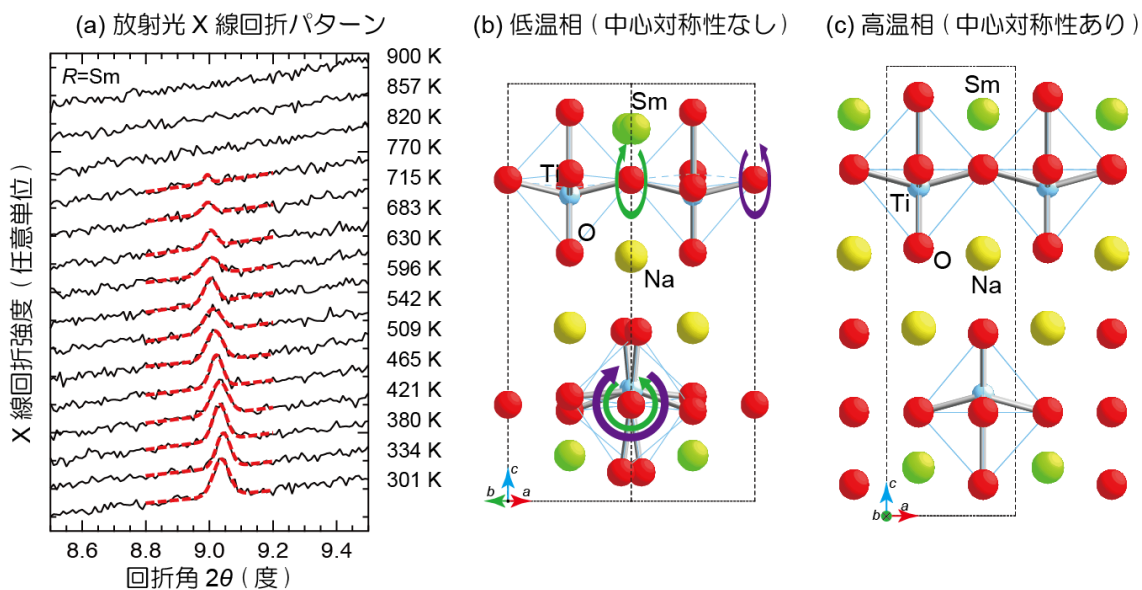 (a) 放射光 X 線回折パターン
R=Sm
900 K
857 K
820 K
770 K
715 K
683 K
630 K
596 K
542 K
509 K
465 K
421 K
380 K
334 K
301 K
X 線回折強度（任意単位）
8.6 8.8 9.0 9.2 9.4
回折角 2θ（度）
(b) 低温相（中心対称性なし）
Sm
Ti
O
Na
c
b a
(c) 高温相（中心対称性あり）
Sm
Ti
O
Na
c
b a